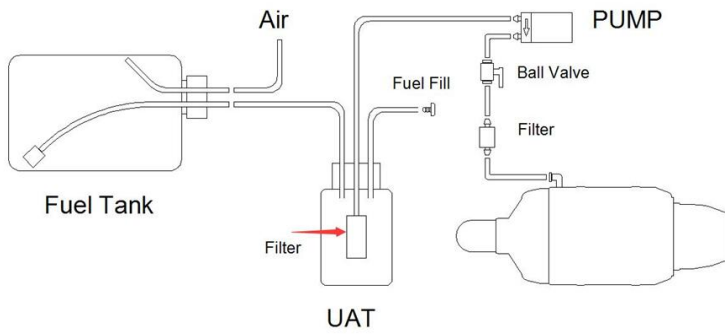 Air
PUMP
Fuel Fill
Ball Valve
Filter
Fuel Tank
Filter
UAT